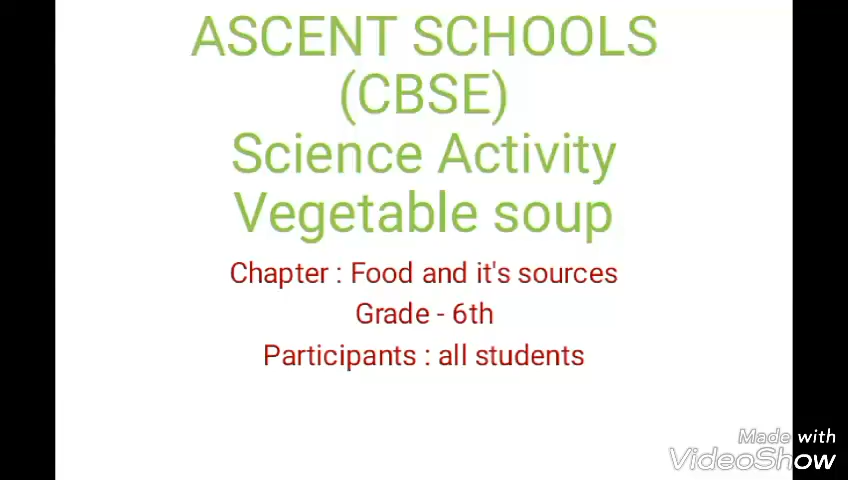 ASCENT SCHOOLS
(CBSE)
Science Activity
Vegetable soup
Chapter : Food and it's sources
Grade - 6th
Participants : all students
Made with
VideoShow